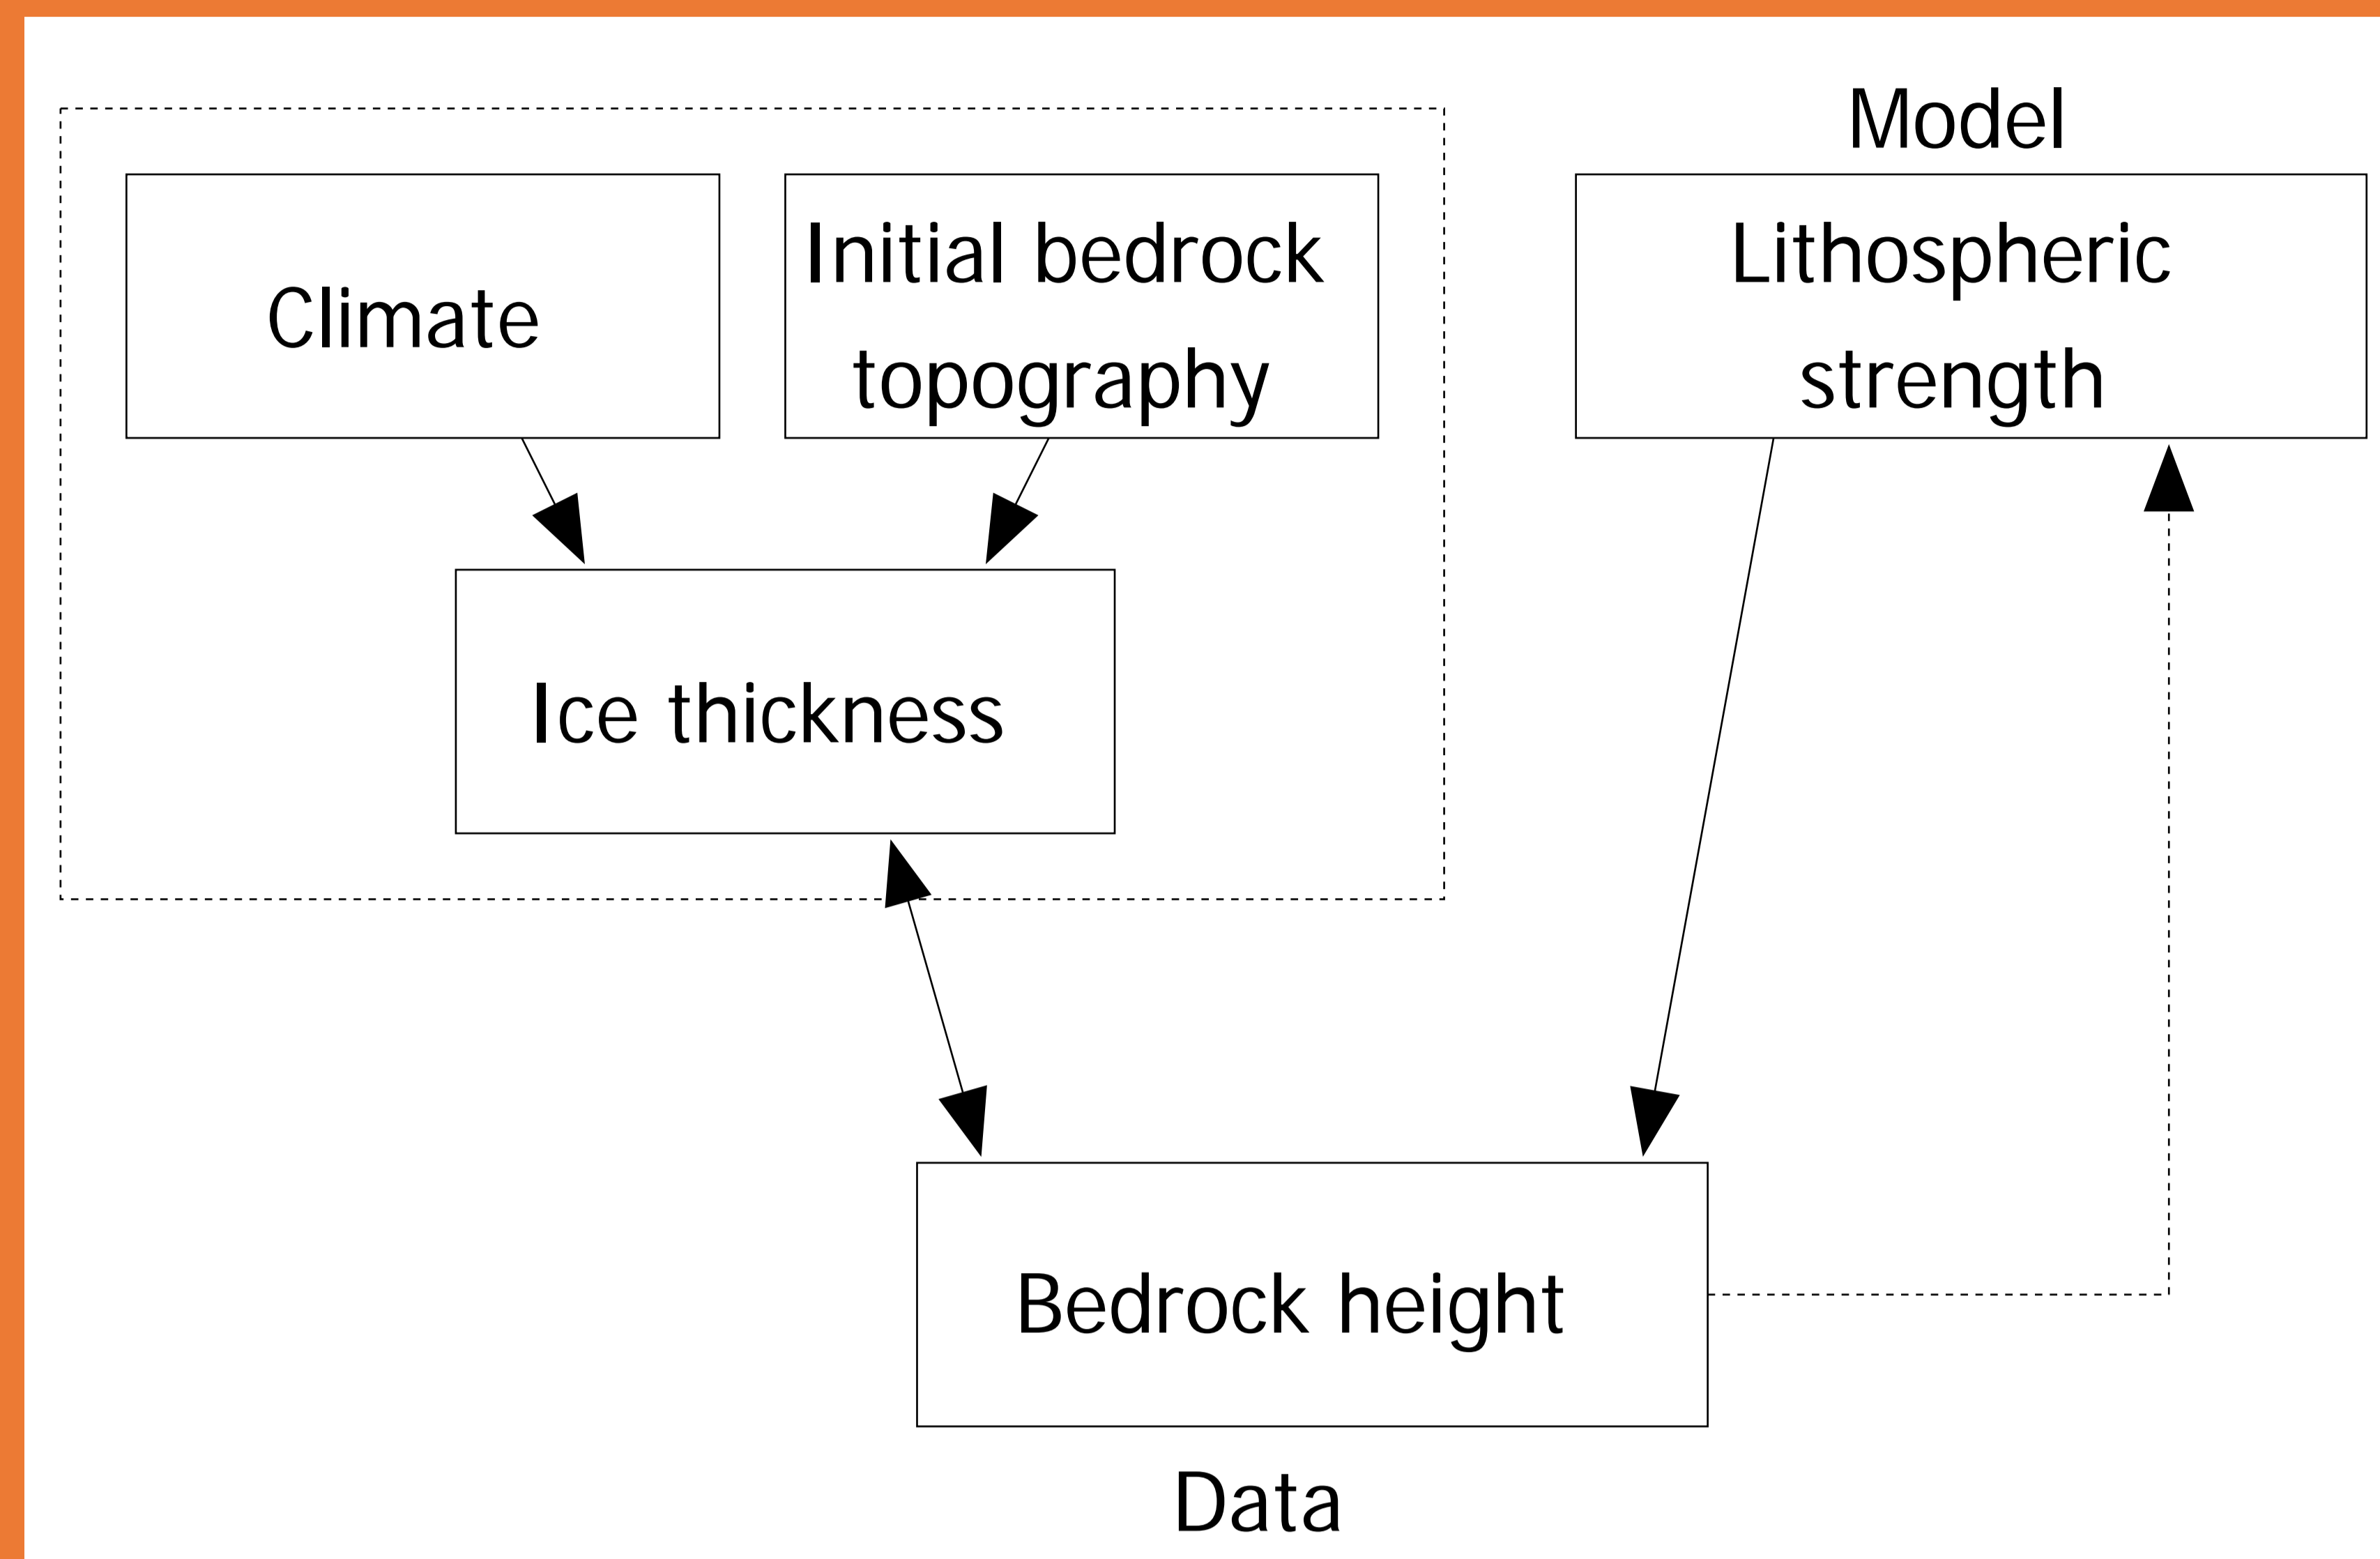 Model
Climate
Initial bedrock
topography
Lithospheric
strength
Ice thickness
Bedrock height
Data